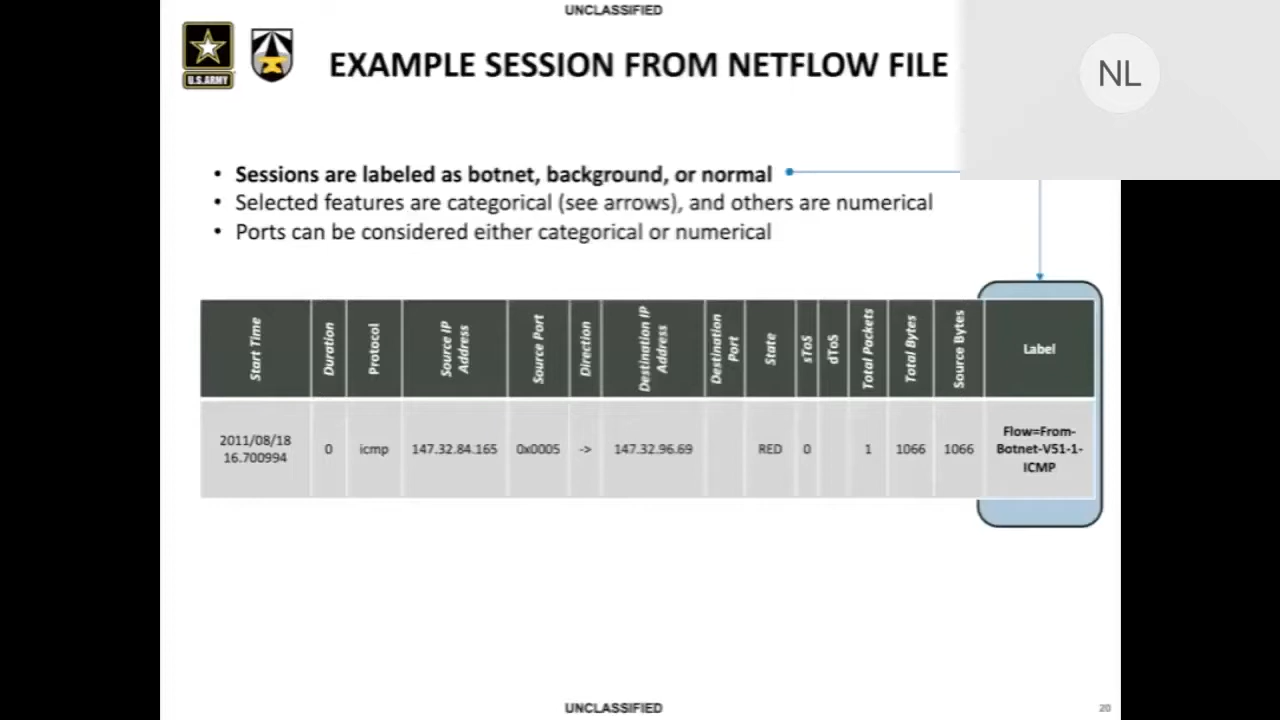 UNCLASSIFIED
U.S.ARMY
EXAMPLE SESSION FROM NETFLOW FILE
NL
• Sessions are labeled as botnet, background, or normal
• Selected features are categorical (see arrows), and others are numerical
• Ports can be considered either categorical or numerical
Start Time
Duration
Protocol
Source IP
Address
Source Port
Direction
Destination IP
Address
Destination
Port
State
sToS
dToS
Total Packets
Total Bytes
Source Bytes
Label
2011/08/18
16.700994
0
icmp
147.32.84.165
0x0005
->
147.32.96.69
RED
0
1
1066
1066
Flow=From-
Botnet-V51-1-
ICMP
UNCLASSIFIED
20